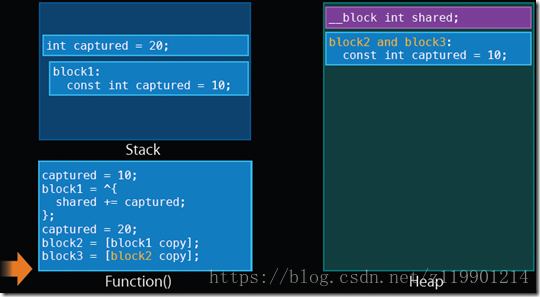 int captured = 20;
block1:
const int captured = 10;
Stack
captured = 10;
block1 = ^{
shared += captured;
};
captured = 20;
block2 = [block1 copy];
block3 = [block2 copy];
Function()
__block int shared;
block2 and block3:
const int captured = 10;
Heap
https://blog.csdn.net/zl19901214